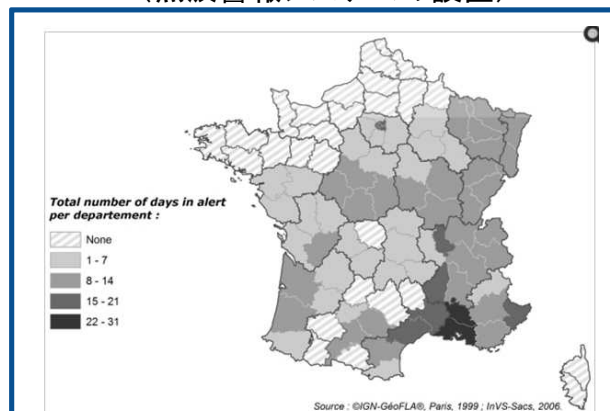 Total number of days in alert
per departement :
None
1 - 7
8 - 14
15 - 21
22 - 31
Source : ©IGN-GéoFLA®, Paris, 1999 ; InVS-Sacs, 2006.